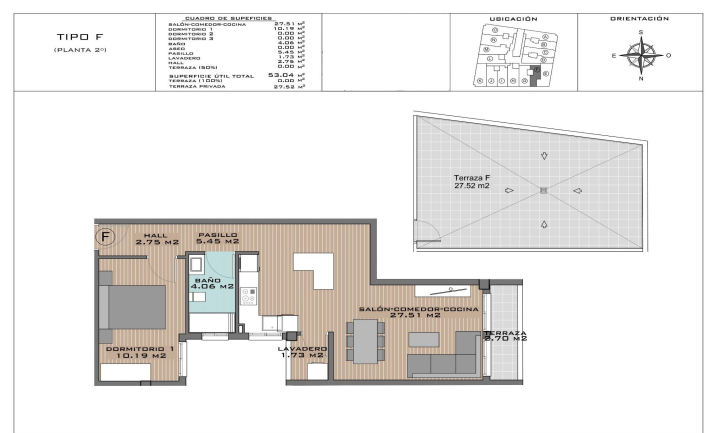 TIPO F
(PLANTA 2º)
CUADRO DE SUPEFICIES
SALÓN-COMEDOR-COCINA 27.51 M²
DORMITORIO 1 10.19 M²
DORMITORIO 2 0.00 M²
DORMITORIO 3 0.00 M²
BAÑO 4.06 M²
ASEO 0.00 M²
PASILLO 5.45 M²
LAVADERO 1.73 M²
HALL 2.75 M²
TERRAZA (50%) 0.00 M²
SUPERFICIE ÚTIL TOTAL 53.04 M²
TERRAZA (100%) 0.00 M²
TERRAZA PRIVADA 27.52 M²
UBICACIÓN
ORIENTACIÓN
S
E
O
N
Terraza F
27.52 m2
F
HALL
2.75 M2
PASILLO
5.45 M2
BAÑO
4.06 M2
SALÓN-COMEDOR-COCINA
27.51 M2
TERRAZA
2.70 M2
DORMITORIO 1
10.19 M2
LAVADERO
1.73 M2